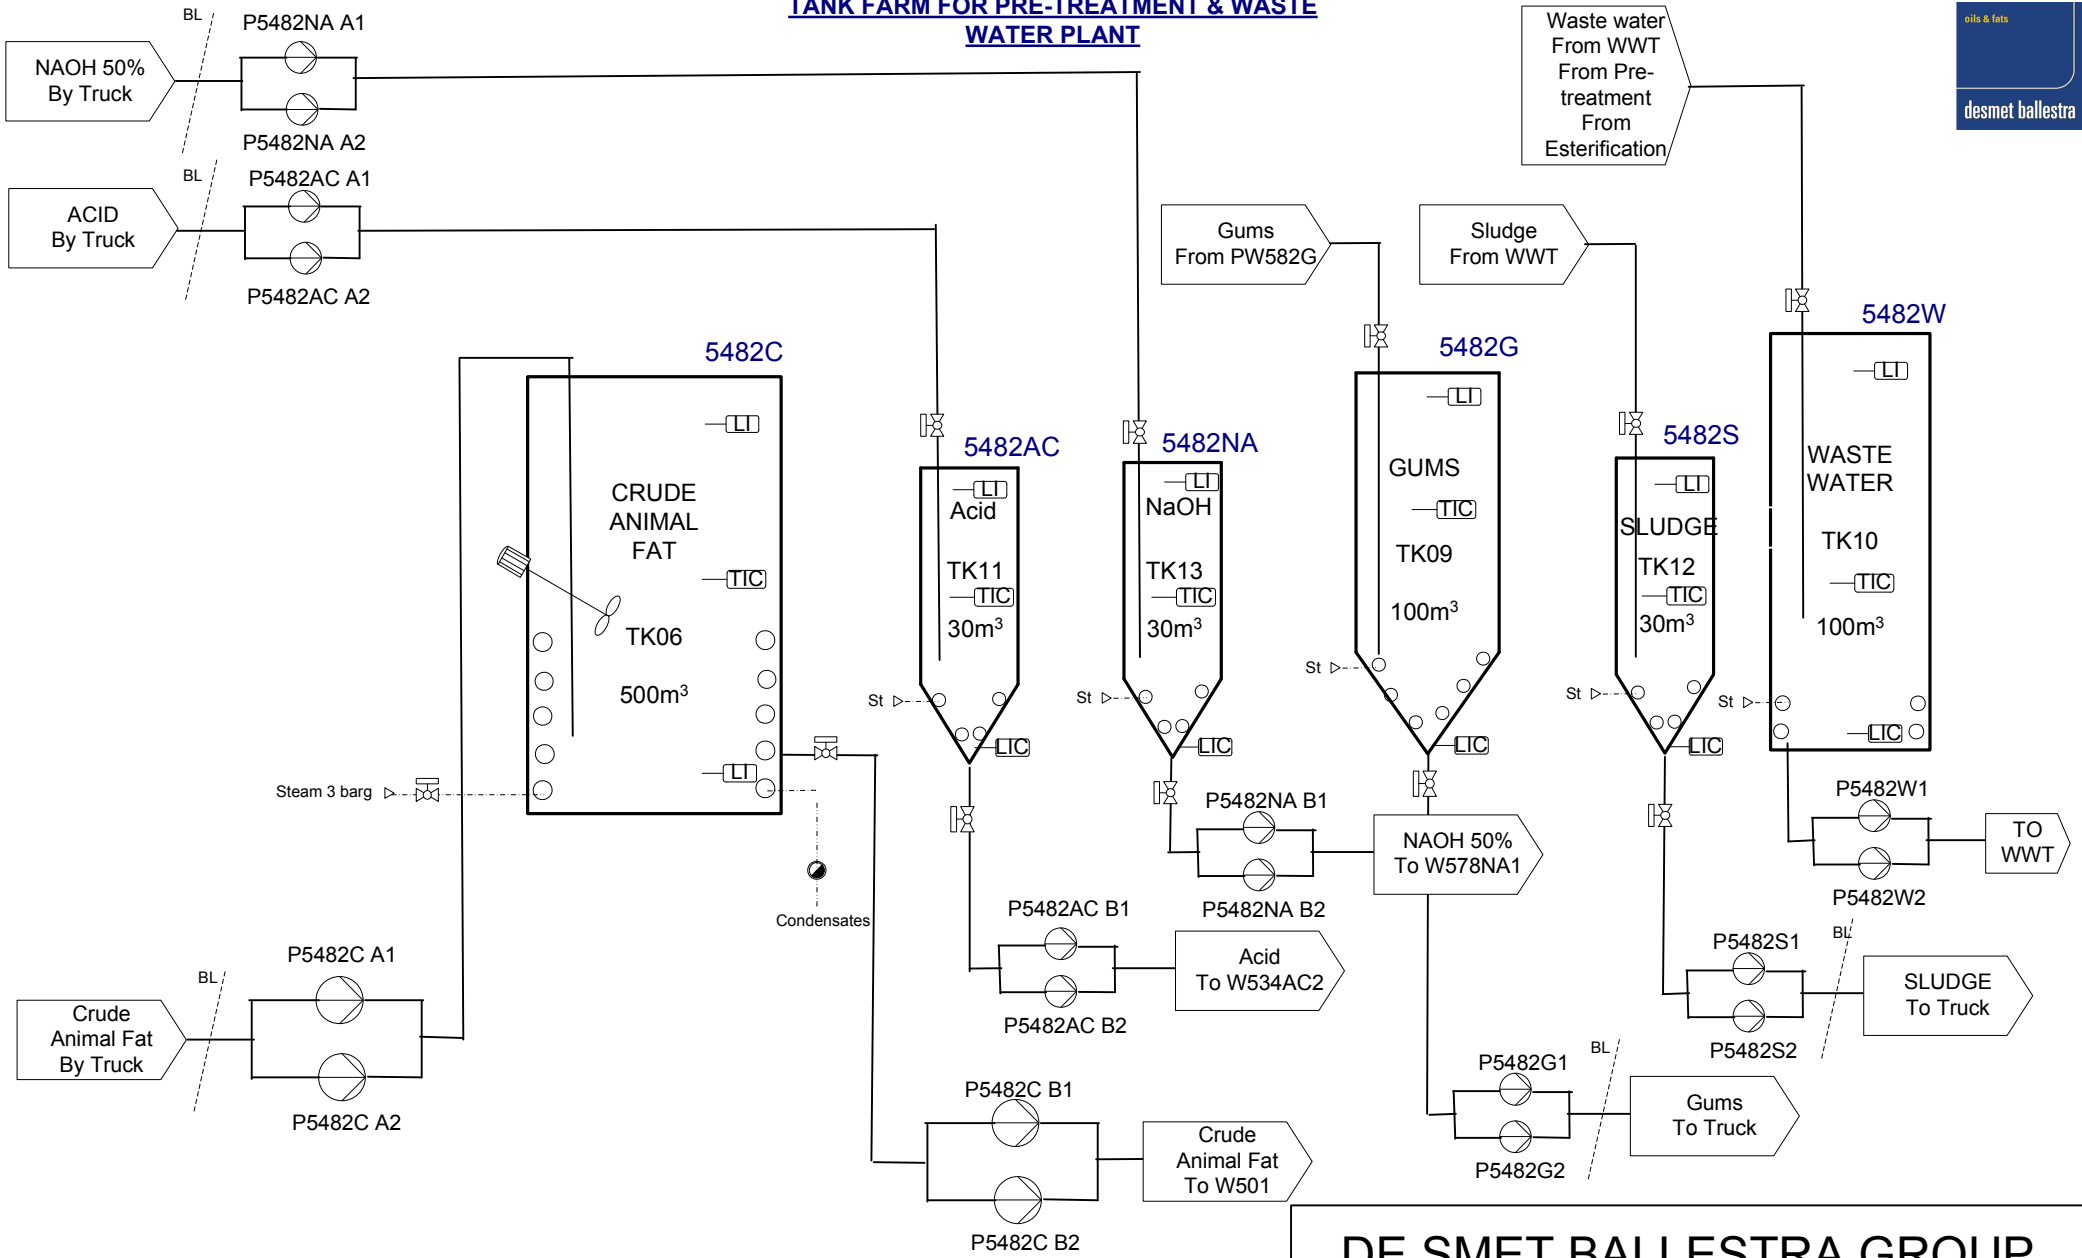 TANK FARM FOR PRE-TREATMENT & WASTE
WATER PLANT
oils & fats
desmet ballestra
BL
P5482NA A1
NAOH 50%
By Truck
P5482NA A2
BL
P5482AC A1
ACID
By Truck
P5482AC A2
Waste water
From WWT
From Pre-
treatment
From
Esterification
Gums
From PW582G
Sludge
From WWT
5482C
LI
CRUDE
ANIMAL
FAT
TIC
TK06
500m³
LI
Steam 3 barg
Condensates
5482AC
LI
Acid
TK11
TIC
30m³
St
LIC
5482NA
LI
NaOH
TK13
TIC
30m³
St
LIC
5482G
LI
GUMS
TIC
TK09
100m³
St
LIC
5482S
LI
SLUDGE
TK12
TIC
30m³
St
LIC
5482W
LI
WASTE
WATER
TK10
TIC
100m³
St
LIC
P5482NA B1
P5482NA B2
NAOH 50%
To W578NA1
P5482W1
P5482W2
TO
WWT
P5482AC B1
P5482AC B2
Acid
To W534AC2
P5482S1
P5482S2
BL
SLUDGE
To Truck
P5482C A1
BL
Crude
Animal Fat
By Truck
P5482C A2
P5482C B1
P5482C B2
Crude
Animal Fat
To W501
P5482G1
P5482G2
BL
Gums
To Truck
DE SMET BALLESTRA GROUP